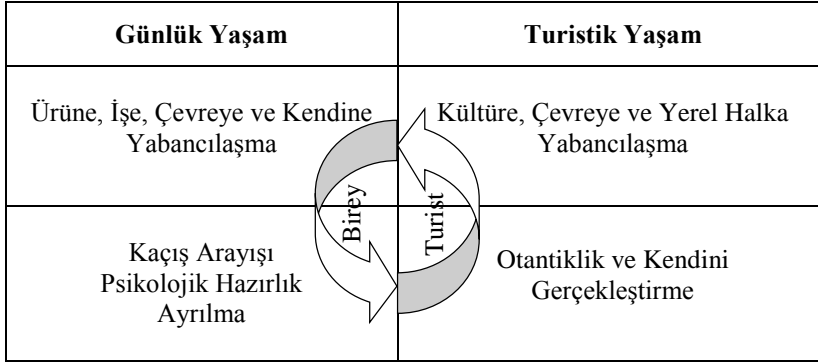 Günlük Yaşam
Turistik Yaşam
Ürüne, İşe, Çevreye ve Kendine
Yabancılaşma
Kültüre, Çevreye ve Yerel Halka
Yabancılaşma
Birey
Turist
Kaçış Arayışı
Psikolojik Hazırlık
Ayrılma
Otantiklik ve Kendini
Gerçekleştirme